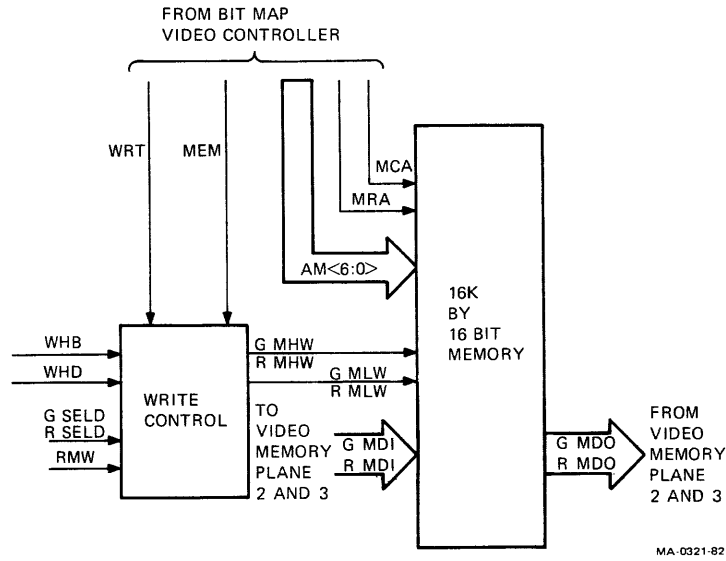 FROM BIT MAP
VIDEO CONTROLLER
WRT
MEM
MCA
MRA
AM<6:0>
16K
BY
16 BIT
MEMORY
WHB
WHD
G SELD
R SELD
RMW
WRITE
CONTROL
G MHW
R MHW
G MLW
R MLW
TO
VIDEO
MEMORY
PLANE
2 AND 3
G MDI
R MDI
G MDO
R MDO
FROM
VIDEO
MEMORY
PLANE
2 AND 3
MA-0321-82